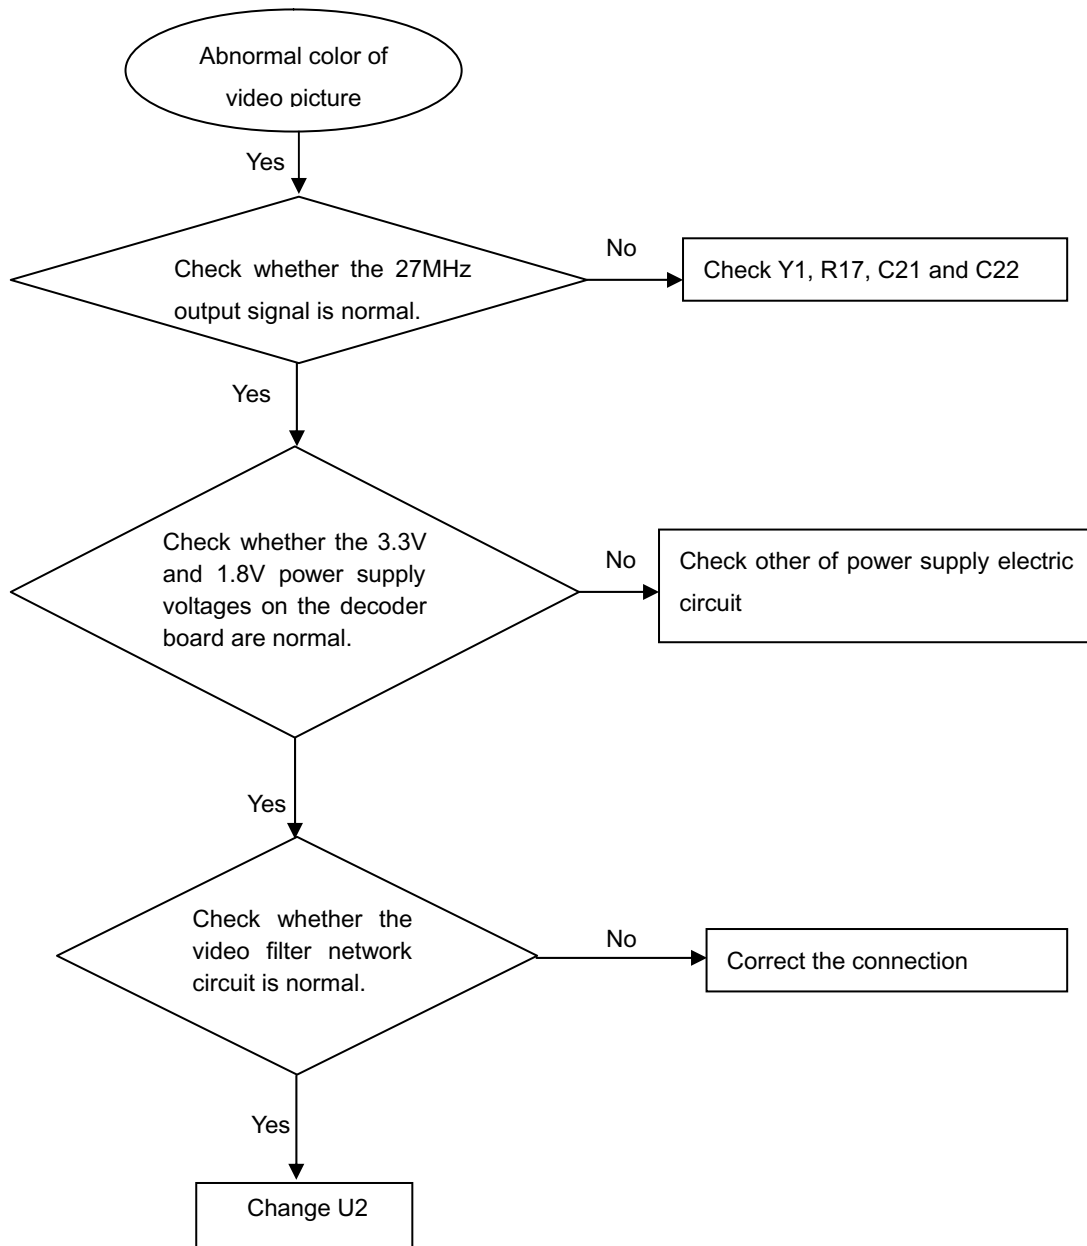 Abnormal color of
video picture
Yes
Check whether the 27MHz
output signal is normal.
No
Check Y1, R17, C21 and C22
Yes
Check whether the 3.3V
and 1.8V power supply
voltages on the decoder
board are normal.
No
Check other of power supply electric
circuit
Yes
Check whether the
video filter network
circuit is normal.
No
Correct the connection
Yes
Change U2